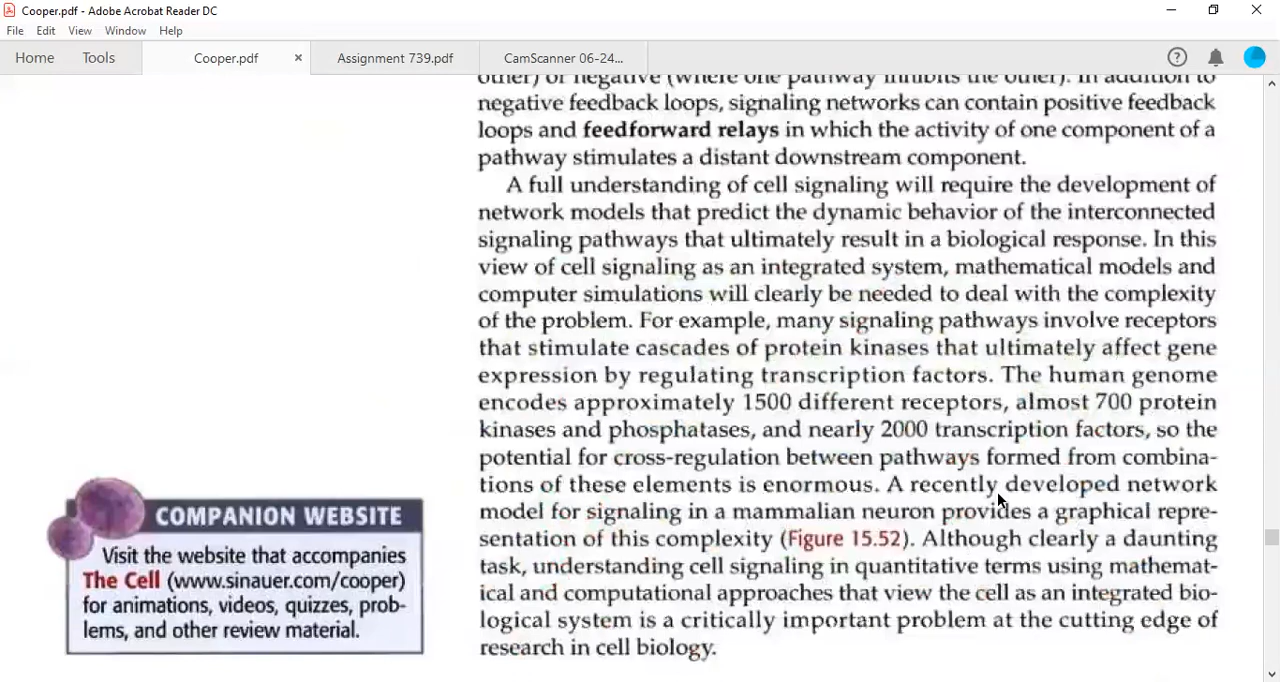 Cooper.pdf - Adobe Acrobat Reader DC
File Edit View Window Help
Home Tools Cooper.pdf × Assignment 739.pdf CamScanner 06-24...
other) or negative (where one pathway inhibits the other). In addition to
negative feedback loops, signaling networks can contain positive feedback
loops and feedforward relays in which the activity of one component of a
pathway stimulates a distant downstream component.
A full understanding of cell signaling will require the development of
network models that predict the dynamic behavior of the interconnected
signaling pathways that ultimately result in a biological response. In this
view of cell signaling as an integrated system, mathematical models and
computer simulations will clearly be needed to deal with the complexity
of the problem. For example, many signaling pathways involve receptors
that stimulate cascades of protein kinases that ultimately affect gene
expression by regulating transcription factors. The human genome
encodes approximately 1500 different receptors, almost 700 protein
kinases and phosphatases, and nearly 2000 transcription factors, so the
potential for cross-regulation between pathways formed from combina-
tions of these elements is enormous. A recently developed network
model for signaling in a mammalian neuron provides a graphical repre-
sentation of this complexity (Figure 15.52). Although clearly a daunting
task, understanding cell signaling in quantitative terms using mathemat-
ical and computational approaches that view the cell as an integrated bio-
logical system is a critically important problem at the cutting edge of
research in cell biology.
COMPANION WEBSITE
Visit the website that accompanies
The Cell (www.sinauer.com/cooper)
for animations, videos, quizzes, prob-
lems, and other review material.